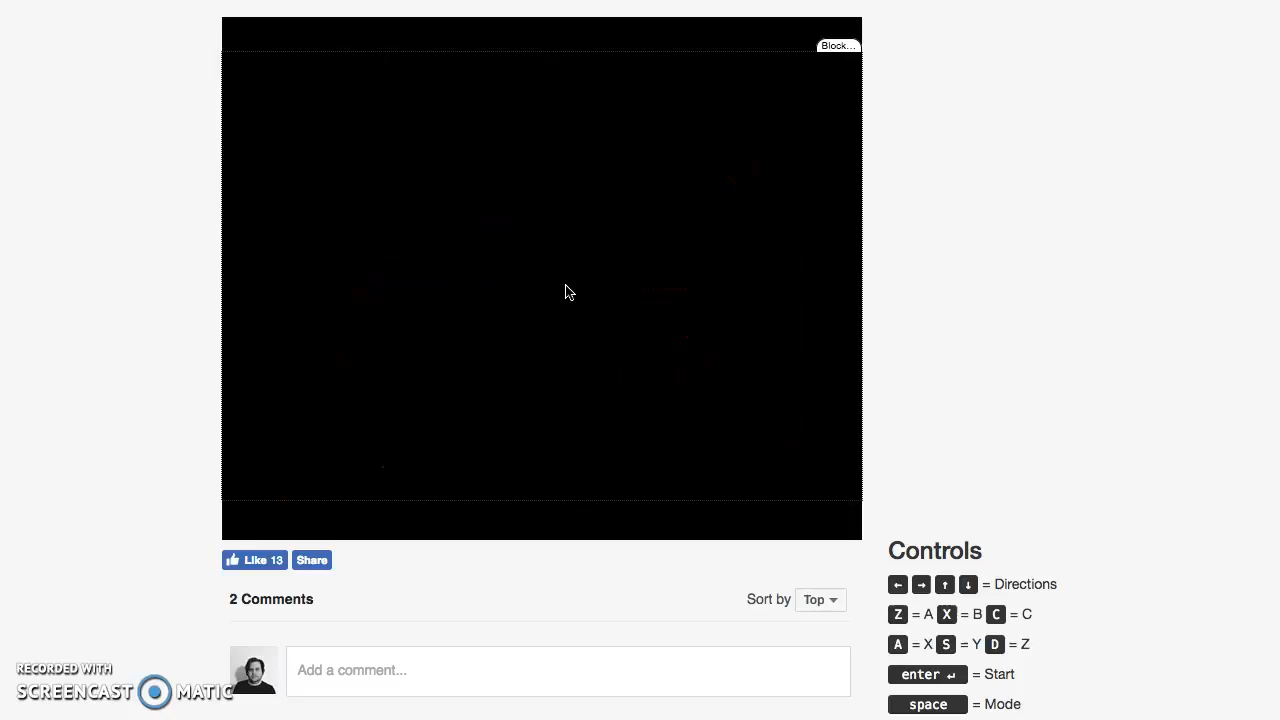 Block...
Like 13 Share
2 Comments
Sort by Top
Add a comment...
Controls
← → ↑ ↓ = Directions
Z = A X = B C = C
A = X S = Y D = Z
enter ↵ = Start
space = Mode
RECORDED WITH
SCREENCAST MATIC